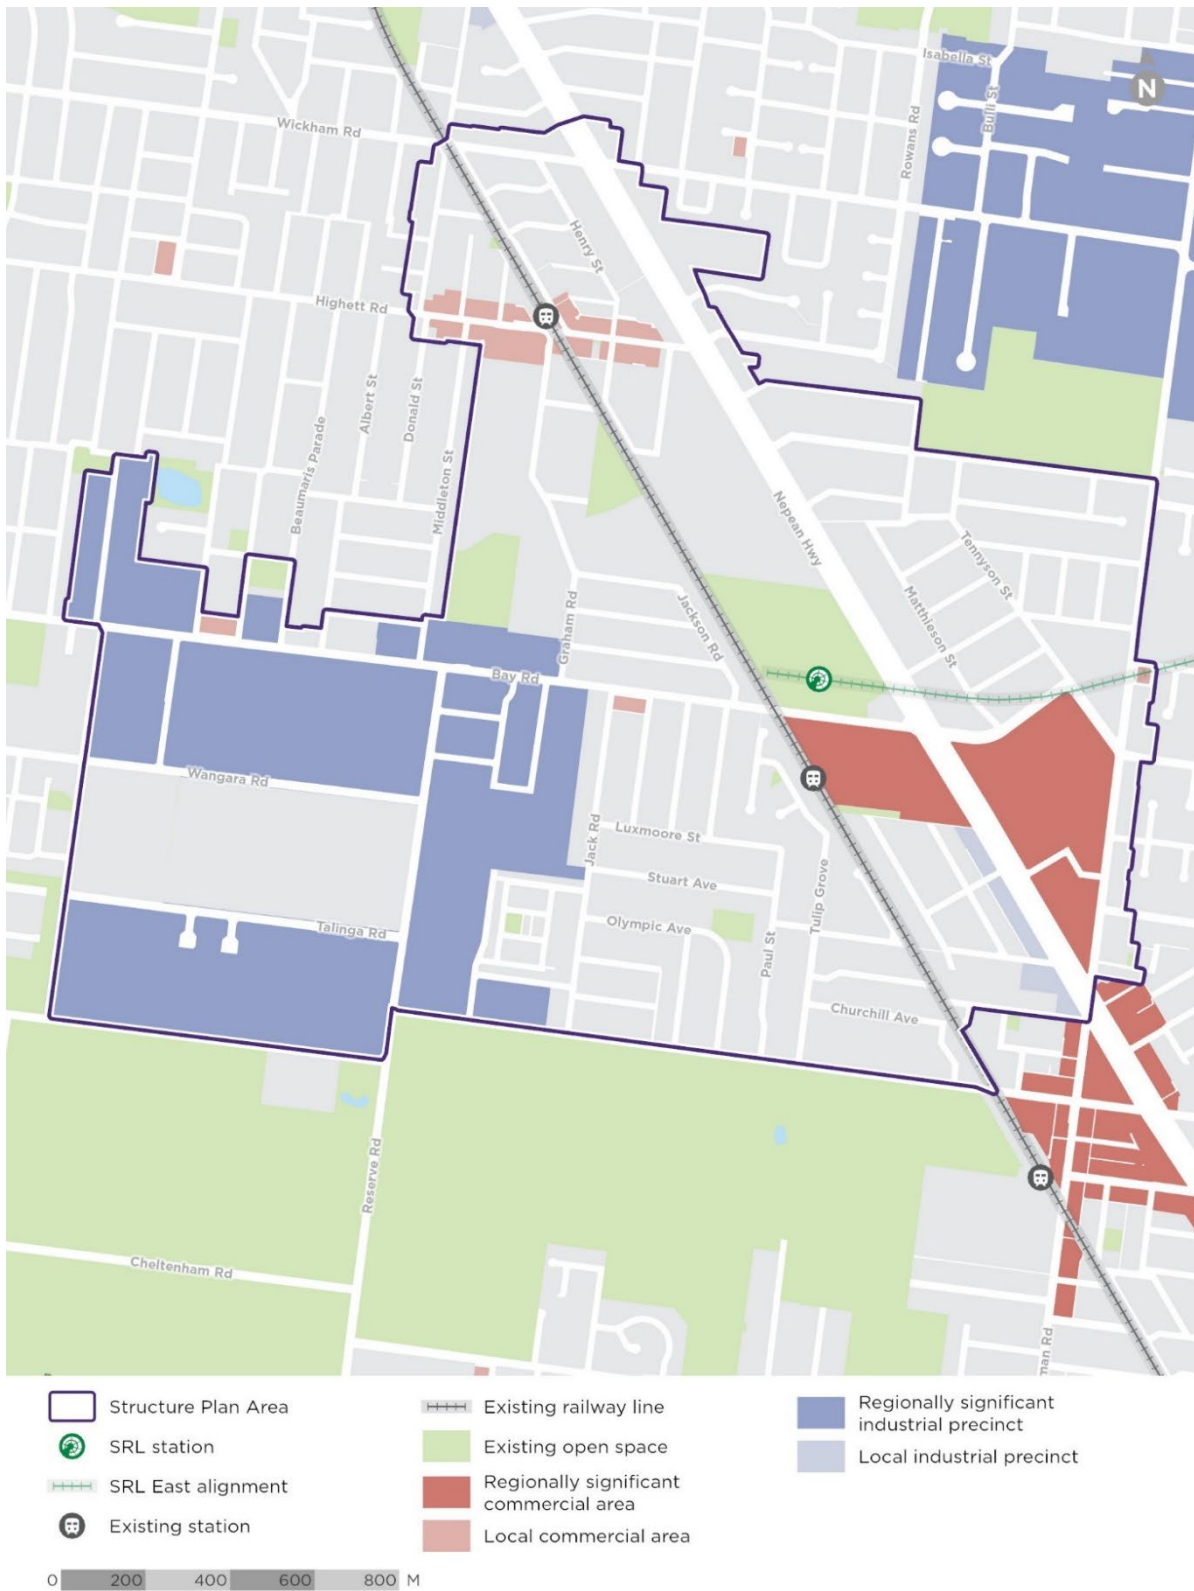 Isabella St
N
Bulli St
Wickham Rd
Rowans Rd
Henry St
Highett Rd
Albert St
Donald St
Beaumaris Parade
Middleton St
Nepean Hwy
Tennyson St
Matthieson St
Jackson Rd
Graham Rd
Bay Rd
Wangara Rd
Luxmoore St
Jack Rd
Stuart Ave
Tulip Grove
Olympic Ave
Talinga Rd
Paul St
Churchill Ave
Reserve Rd
Cheltenham Rd
man Rd
Structure Plan Area
SRL station
SRL East alignment
Existing station
Existing railway line
Existing open space
Regionally significant
commercial area
Local commercial area
Regionally significant
industrial precinct
Local industrial precinct
0 200 400 600 800 M